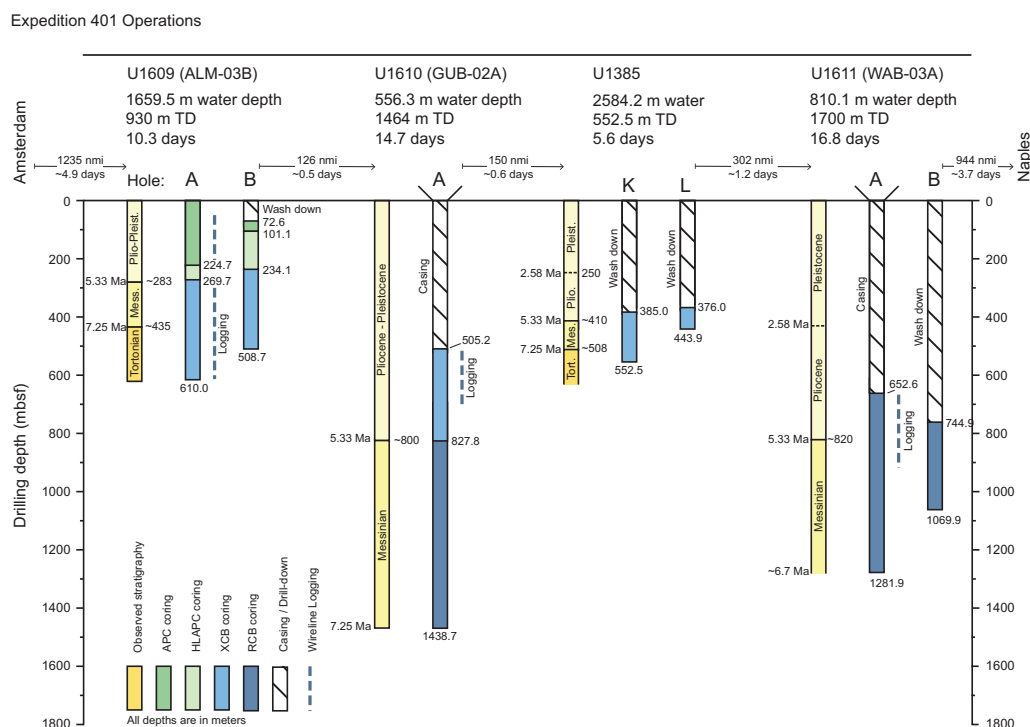 Expedition 401 Operations
U1609 (ALM-03B)
1659.5 m water depth
930 m TD
10.3 days
U1610 (GUB-02A)
556.3 m water depth
1464 m TD
14.7 days
U1385
2584.2 m water
552.5 m TD
5.6 days
U1611 (WAB-03A)
810.1 m water depth
1700 m TD
16.8 days
Amsterdam
1235 nmi
~4.9 days
126 nmi
~0.5 days
150 nmi
~0.6 days
302 nmi
~1.2 days
944 nmi
~3.7 days
Naples
Hole: A B
A
K L
A B
Drilling depth (mbsf)
0
200
400
600
800
1000
1200
1400
1600
1800
Plio-Pleist.
5.33 Ma
~283
Mess.
7.25 Ma
~435
Tortonian
224.7
269.7
610.0
Logging
Wash down
72.6
101.1
234.1
508.7
Pliocene - Pleistocene
5.33 Ma
~800
Messinian
7.25 Ma
Casing
505.2
Logging
827.8
1438.7
Pleist.
2.58 Ma
250
Plio.
5.33 Ma
~410
Mes.
7.25 Ma
~508
Tort.
Wash down
385.0
552.5
Wash down
376.0
443.9
Pleistocene
2.58 Ma
Pliocene
5.33 Ma
~820
Messinian
~6.7 Ma
Casing
652.6
Logging
1281.9
Wash down
744.9
1069.9
0
200
400
600
800
1000
1200
1400
1600
1800
Observed stratigraphy
APC coring
HLAPC coring
XCB coring
RCB coring
Casing / Drill-down
Wireline Logging
All depths are in meters